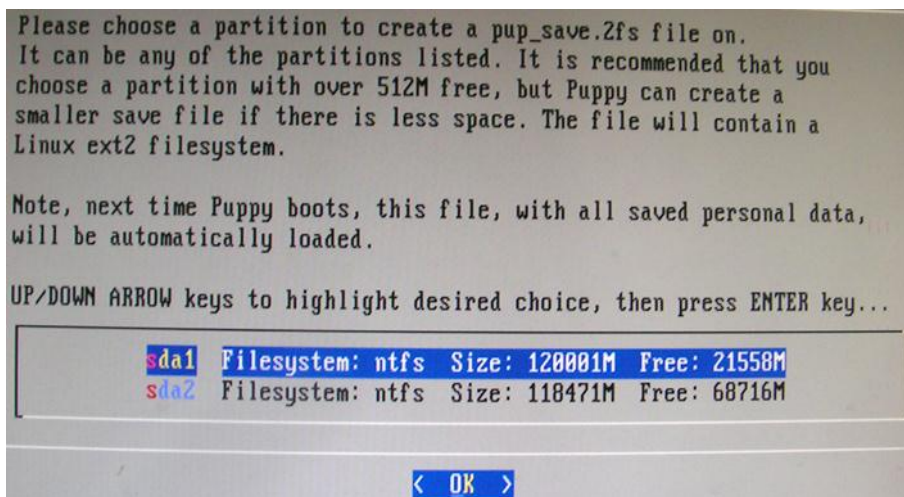 Please choose a partition to create a pup_save.2fs file on.
It can be any of the partitions listed. It is recommended that you
choose a partition with over 512M free, but Puppy can create a
smaller save file if there is less space. The file will contain a
Linux ext2 filesystem.
Note, next time Puppy boots, this file, with all saved personal data,
will be automatically loaded.
UP/DOWN ARROW keys to highlight desired choice, then press ENTER key...
sda1 Filesystem: ntfs Size: 120001M Free: 21558M
sda2 Filesystem: ntfs Size: 118471M Free: 68716M
< OK >